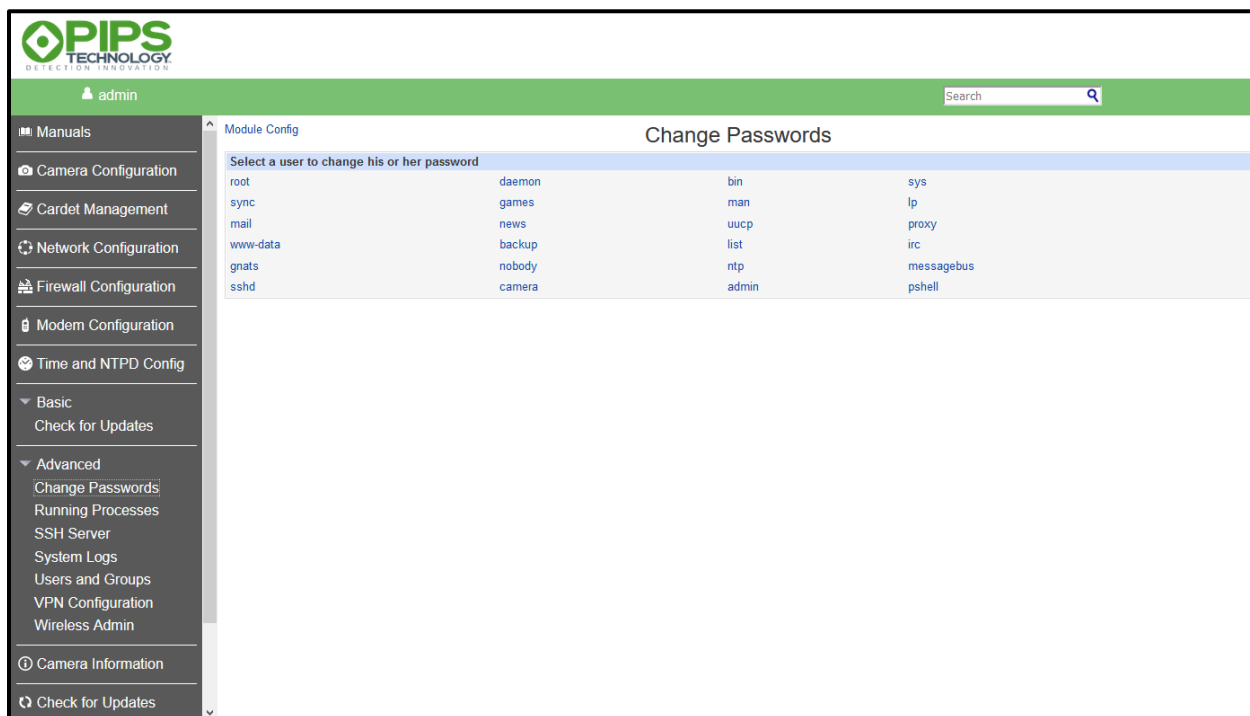 PIPS
TECHNOLOGY
DETECTION INNOVATION
admin
Search
Manuals
Camera Configuration
Cardet Management
Network Configuration
Firewall Configuration
Modem Configuration
Time and NTPD Config
Basic
Check for Updates
Advanced
Change Passwords
Running Processes
SSH Server
System Logs
Users and Groups
VPN Configuration
Wireless Admin
Camera Information
Check for Updates
Module Config
Change Passwords
Select a user to change his or her password
root daemon bin sys
sync games man lp
mail news uucp proxy
www-data backup list irc
gnats nobody ntp messagebus
sshd camera admin pshell